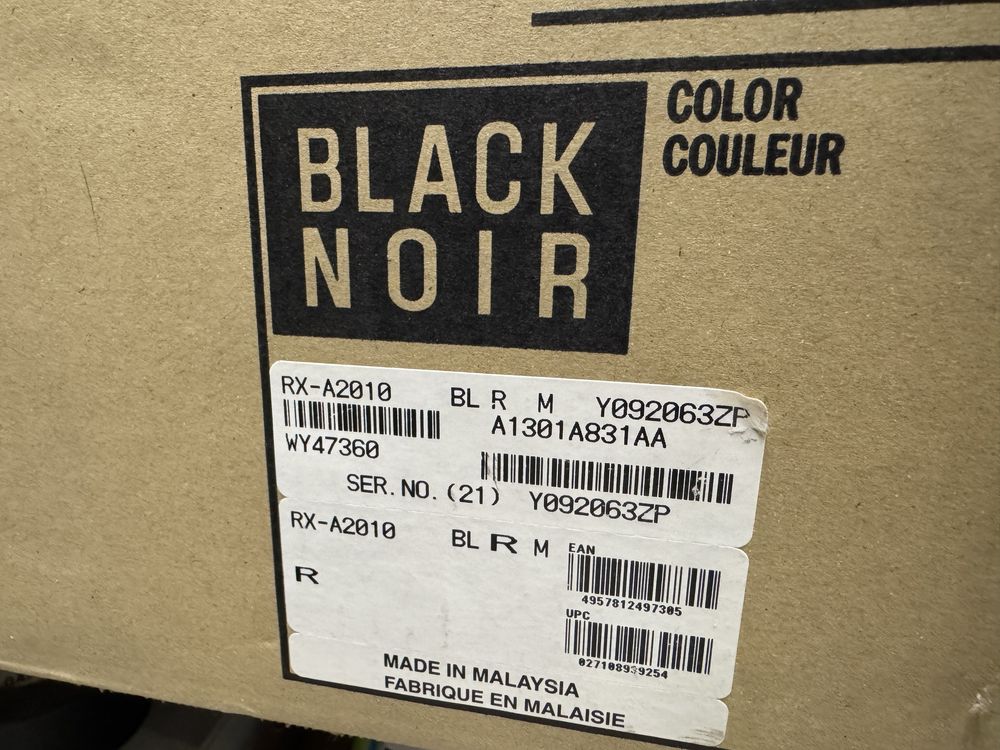 COLOR
COULEUR
BLACK
NOIR
RX-A2010 BL R M Y092063ZP
A1301A831AA
WY47360
SER.NO.(21) Y092063ZP
RX-A2010 BL R M
R
EAN
4957812497305
UPC
027108939254
MADE IN MALAYSIA
FABRIQUE EN MALAISIE